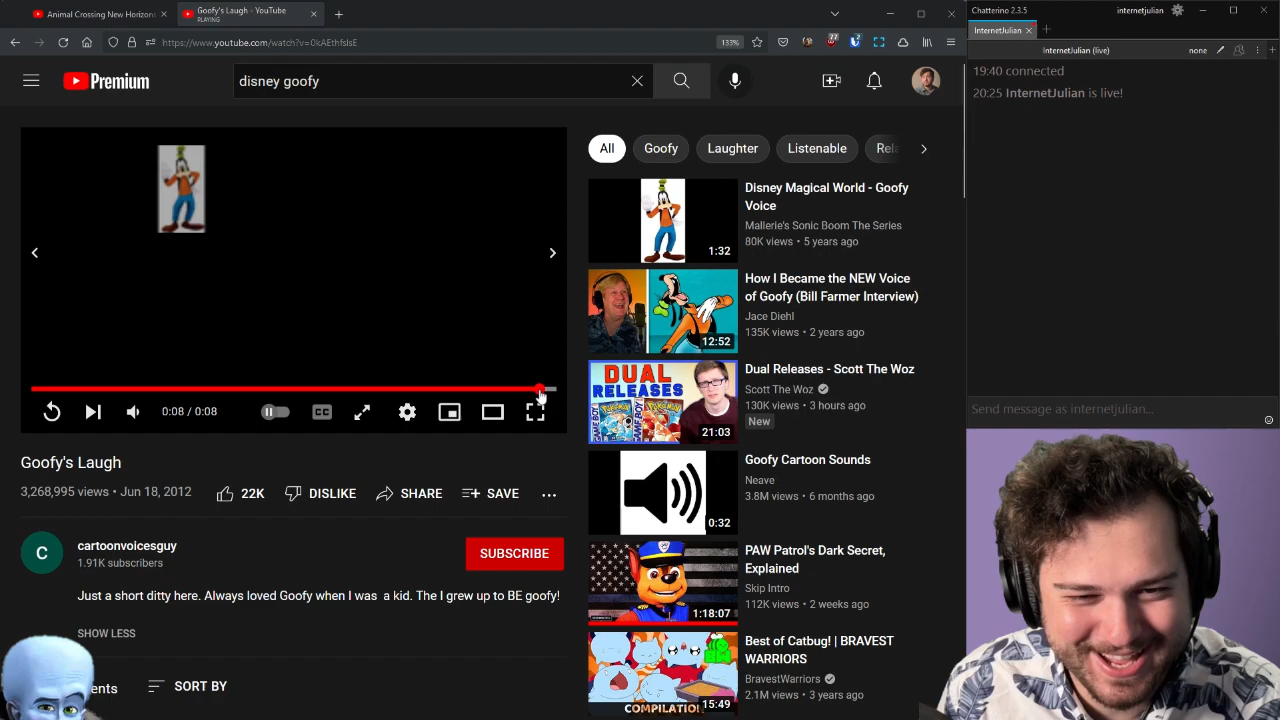 Animal Crossing New Horizon
Goofy's Laugh - YouTube
PLAYING
https://www.youtube.com/watch?v=0kAEthfsIsE
133%
77
2
Premium
disney goofy
All
Goofy
Laughter
Listenable
Rel
0:08 / 0:08
CC
Goofy's Laugh
3,268,995 views • Jun 18, 2012
22K
DISLIKE
SHARE
SAVE
C
cartoonvoicesguy
1.91K subscribers
SUBSCRIBE
Just a short ditty here. Always loved Goofy when I was a kid. The I grew up to BE goofy!
SHOW LESS
ents
SORT BY
1:32
Disney Magical World - Goofy
Voice
Mallerie's Sonic Boom The Series
80K views • 5 years ago
12:52
How I Became the NEW Voice
of Goofy (Bill Farmer Interview)
Jace Diehl
135K views • 2 years ago
DUAL
RELEASES
21:03
Dual Releases - Scott The Woz
Scott The Woz
130K views • 3 hours ago
New
0:32
Goofy Cartoon Sounds
Neave
3.8M views • 6 months ago
1:18:07
PAW Patrol's Dark Secret,
Explained
Skip Intro
112K views • 2 weeks ago
COMPILATION
15:49
Best of Catbug! | BRAVEST
WARRIORS
BravestWarriors
2.1M views • 3 years ago
Chatterino 2.3.5
internetjulian
InternetJulian
InternetJulian (live)
none
19:40 connected
20:25 InternetJulian is live!
Send message as internetjulian...